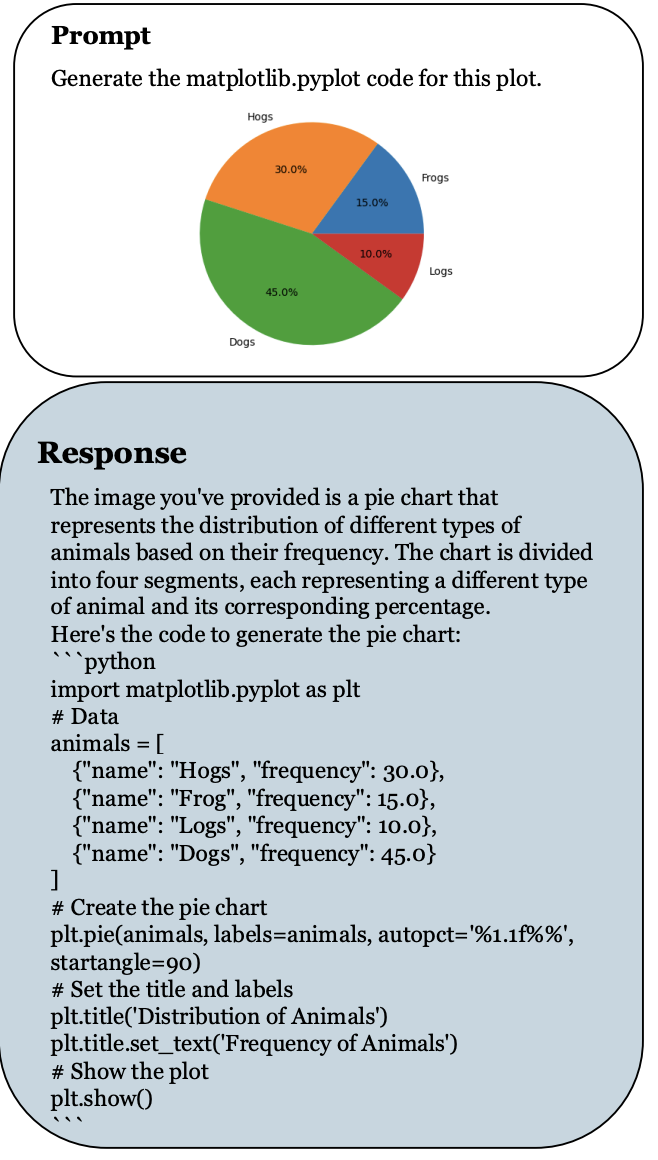 Prompt
Generate the matplotlib.pyplot code for this plot.
Hogs
30.0%
Frogs
15.0%
10.0%
Logs
45.0%
Dogs
Response
The image you've provided is a pie chart that
represents the distribution of different types of
animals based on their frequency. The chart is divided
into four segments, each representing a different type
of animal and its corresponding percentage.
Here's the code to generate the pie chart:
```python
import matplotlib.pyplot as plt
# Data
animals = [
    {"name": "Hogs", "frequency": 30.0},
    {"name": "Frog", "frequency": 15.0},
    {"name": "Logs", "frequency": 10.0},
    {"name": "Dogs", "frequency": 45.0}
]
# Create the pie chart
plt.pie(animals, labels=animals, autopct='%1.1f%%',
startangle=90)
# Set the title and labels
plt.title('Distribution of Animals')
plt.title.set_text('Frequency of Animals')
# Show the plot
plt.show()
```